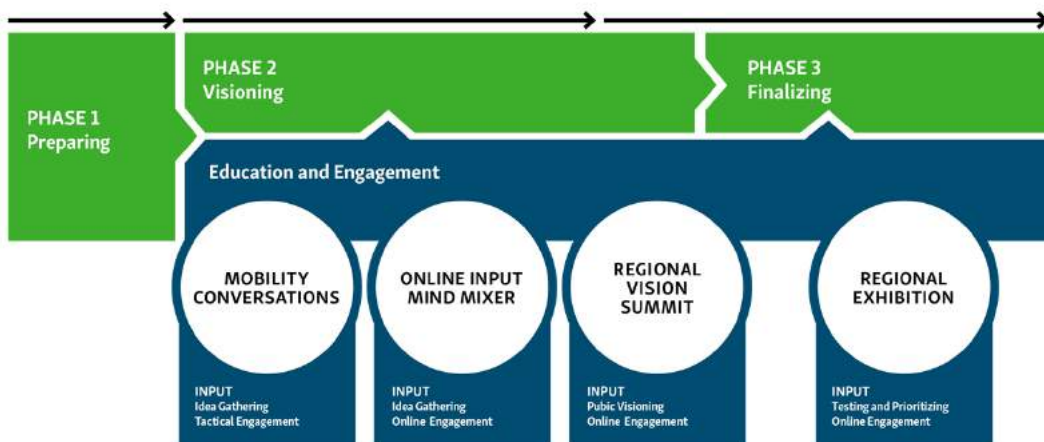 PHASE 1
Preparing
PHASE 2
Visioning
PHASE 3
Finalizing
Education and Engagement
MOBILITY
CONVERSATIONS
INPUT
Idea Gathering
Tactical Engagement
ONLINE INPUT
MIND MIXER
INPUT
Idea Gathering
Online Engagement
REGIONAL
VISION
SUMMIT
INPUT
Pubic Visioning
Online Engagement
REGIONAL
EXHIBITION
INPUT
Testing and Prioritizing
Online Engagement